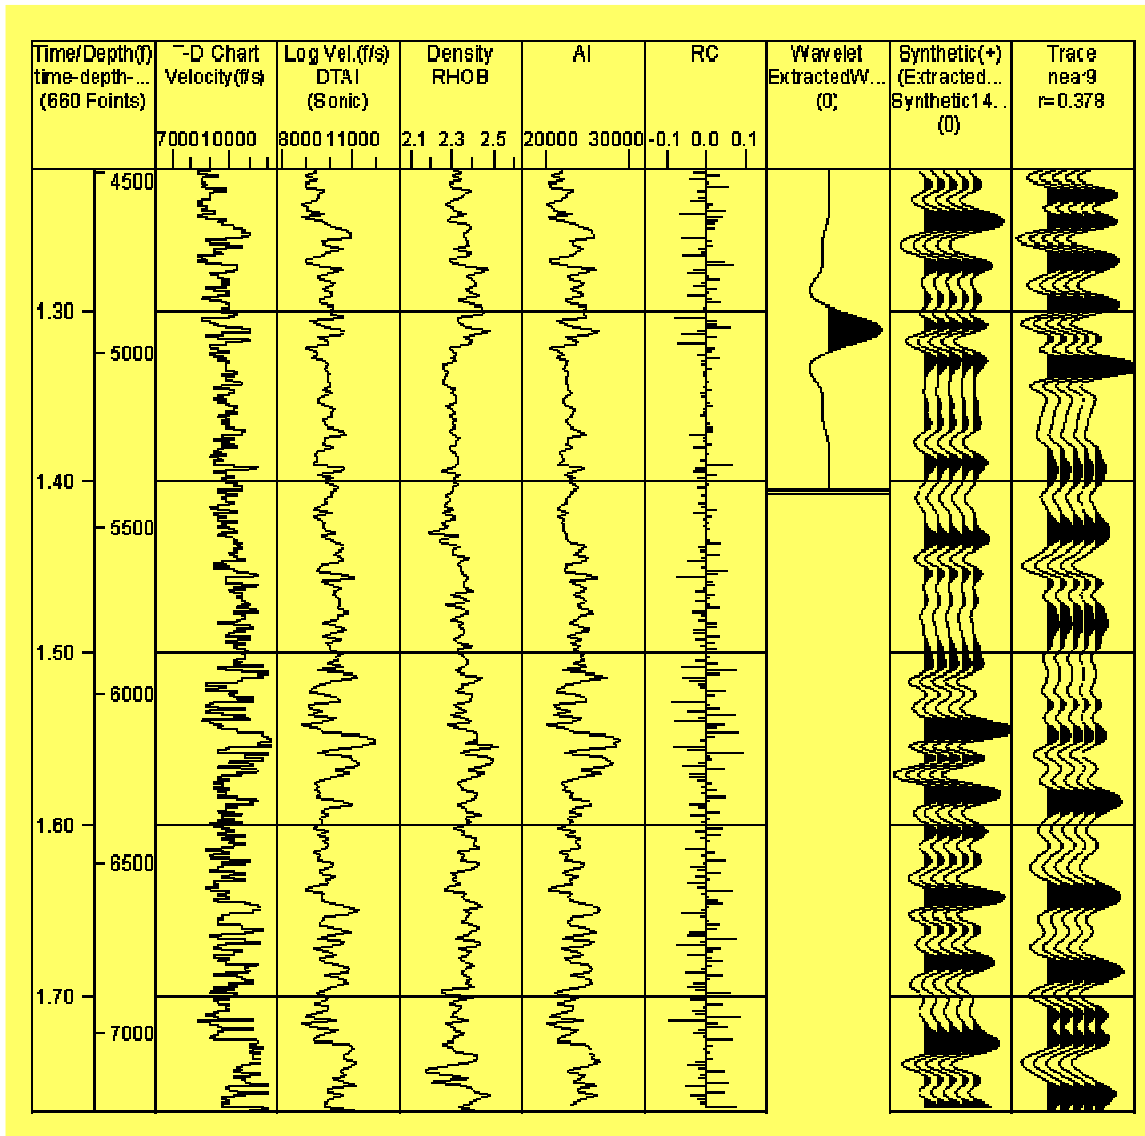 Time/Depth(f)
time-depth-...
(660 Points)
T-D Chart
Velocity(f/s)
7000 10000
Log Vel.(f/s)
DTAI
(Sonic)
8000 11000
Density
RHOB
2.1 2.3 2.5
AI
20000 30000
RC
-0.1 0.0 0.1
Wavelet
ExtractedW...
(0)
Synthetic(+)
(Extracted...
Synthetic14...
(0)
Trace
near9
r=0.378
4500
1.30
5000
1.40
5500
1.50
6000
1.60
6500
1.70
7000